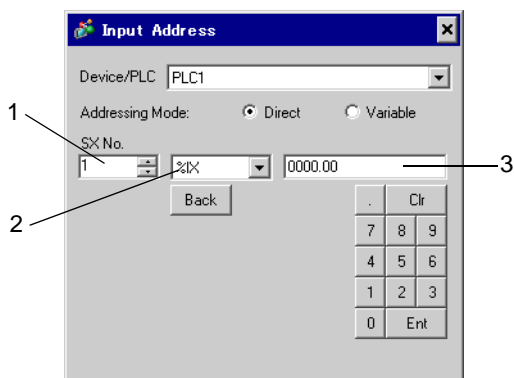 Input Address
Device/PLC PLC1
Addressing Mode: Direct Variable
1
SX No.
1 %IX 0000.00 3
Back . Clr
2
7 8 9
4 5 6
1 2 3
0 Ent